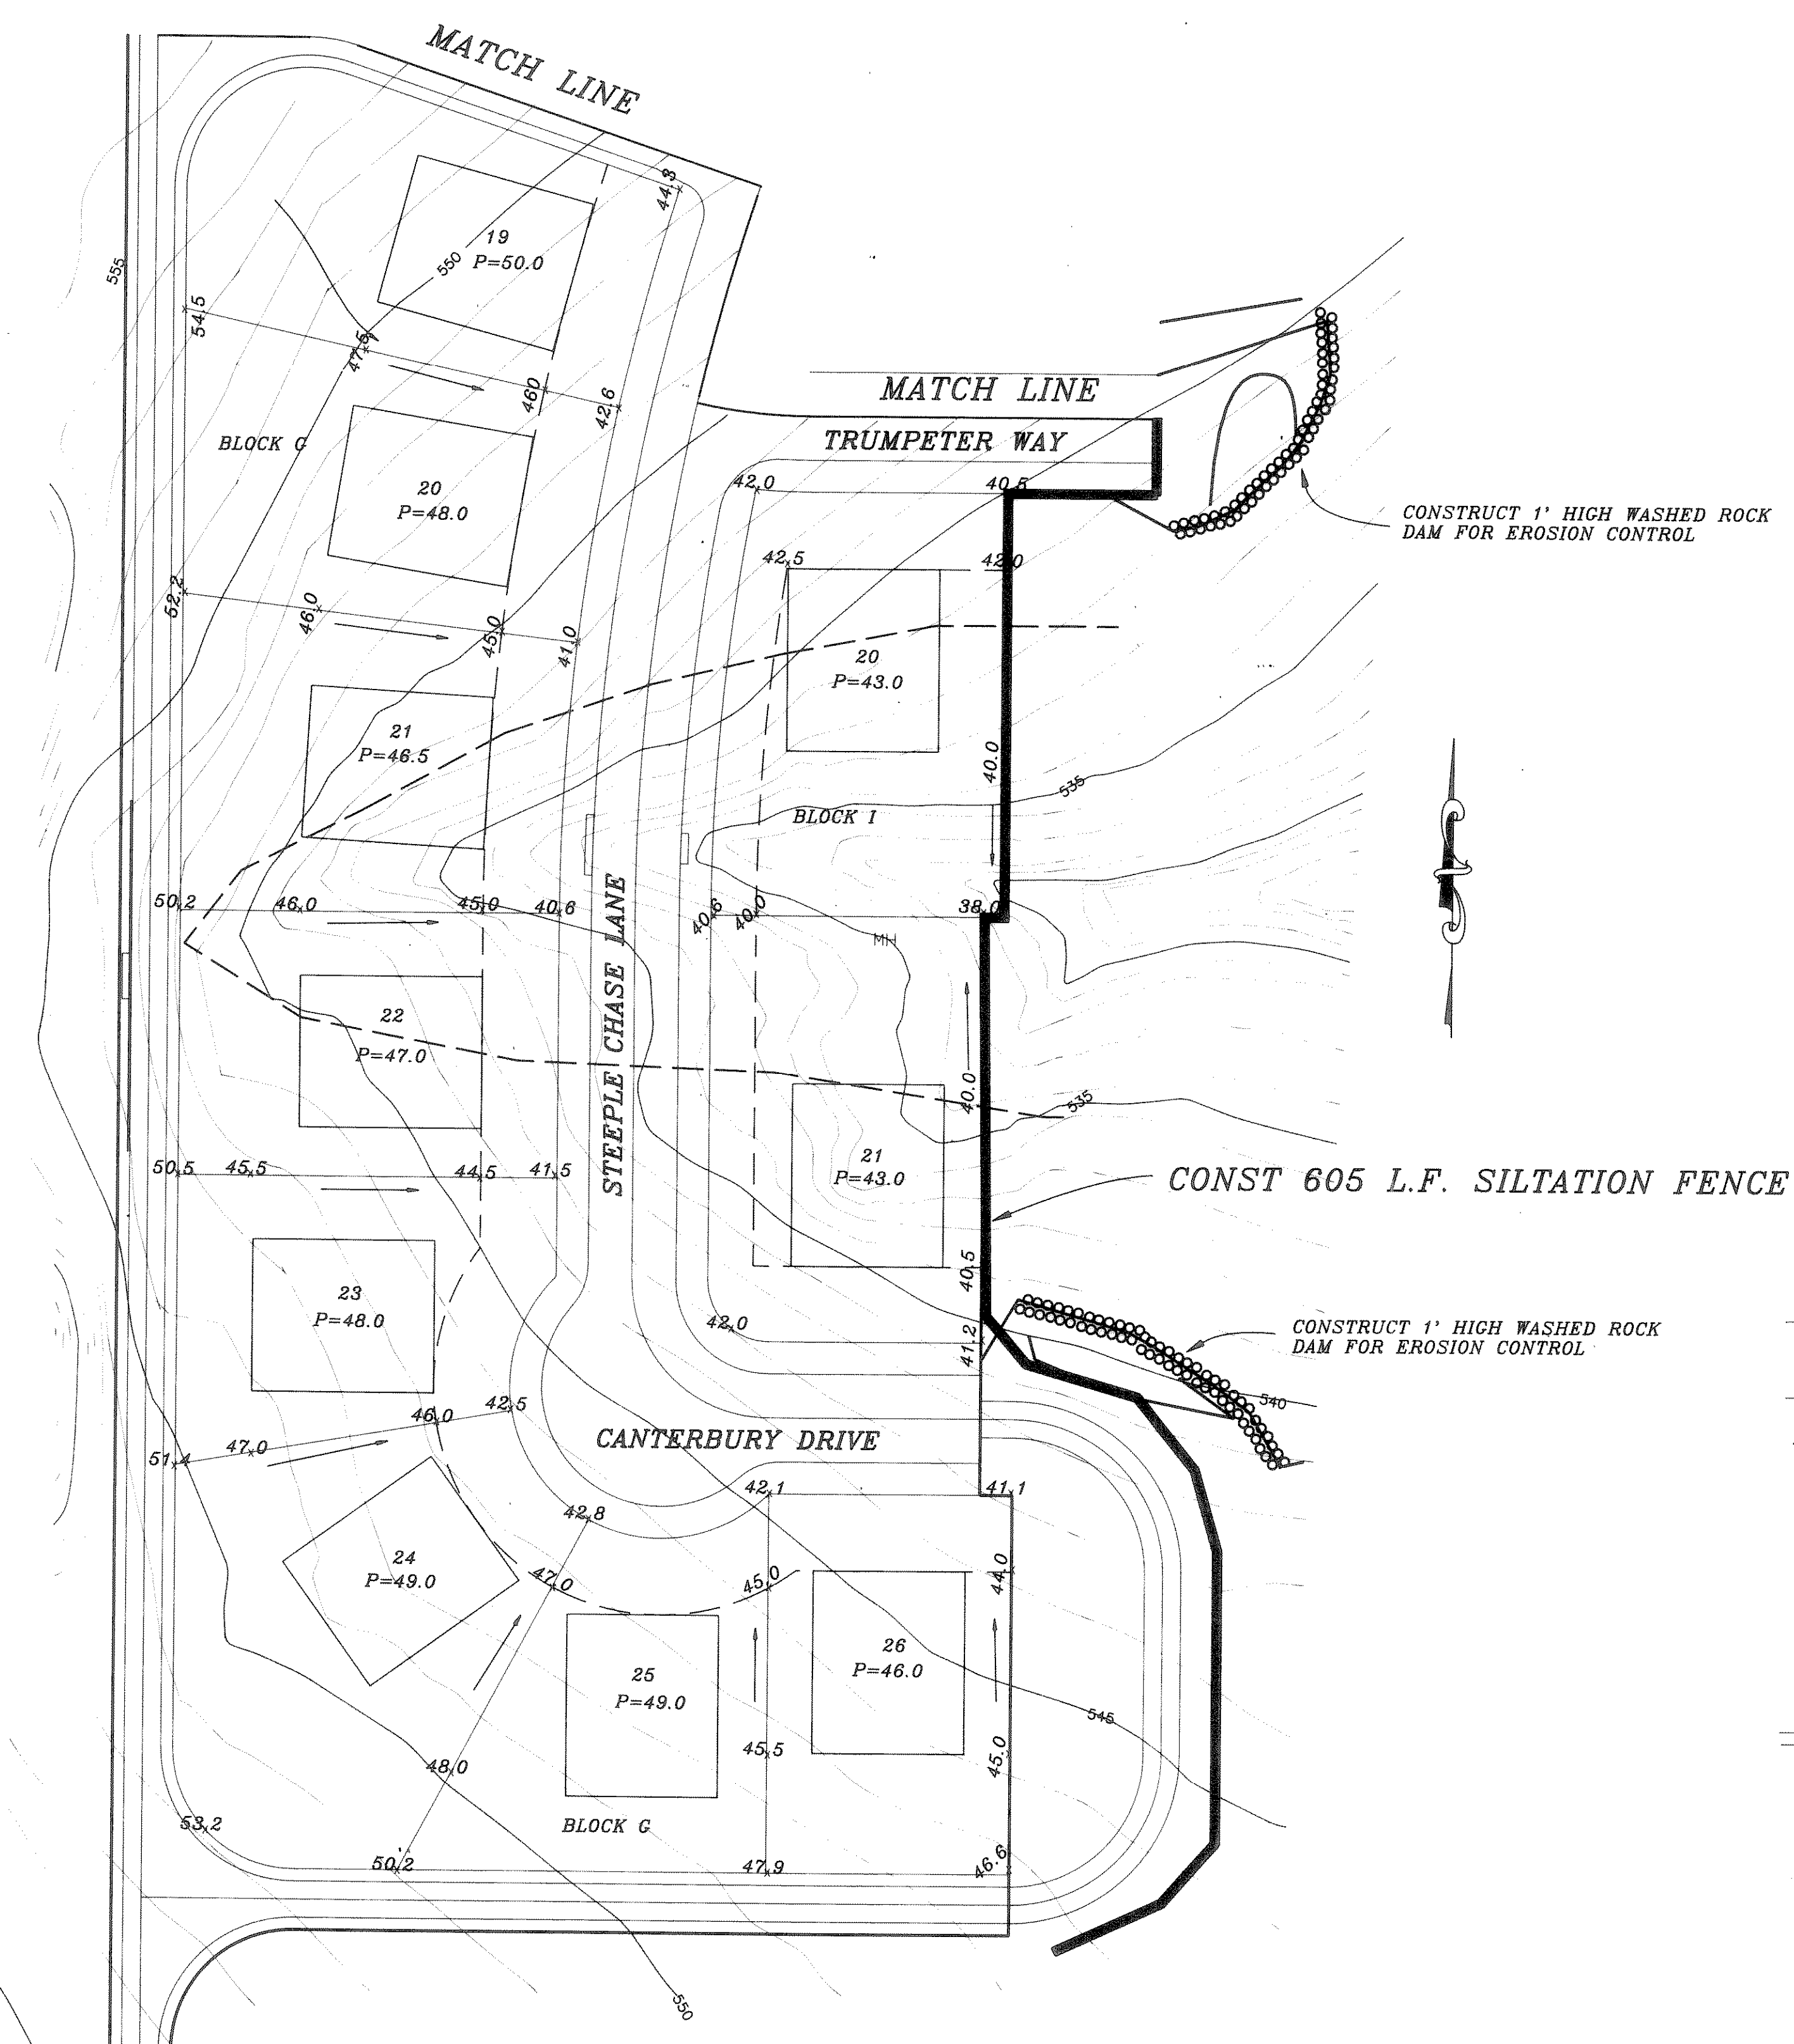 MATCH LINE
44.3
19
P=50.0
550
555
54.5
47.5
46.0
42.6
MATCH LINE
TRUMPETER WAY
BLOCK G
20
P=48.0
42.0
40.5
CONSTRUCT 1' HIGH WASHED ROCK
DAM FOR EROSION CONTROL
42.5
42.0
52.2
46.0
45.0
41.0
20
P=43.0
21
P=46.5
40.0
535
BLOCK I
50.2
46.0
45.0
40.6
STEEPLE CHASE LANE
40.6
40.0
38.0
MH
22
P=47.0
40.0
535
50.5
45.5
44.5
41.5
21
P=43.0
CONST 605 L.F. SILTATION FENCE
40.5
23
P=48.0
42.0
41.2
CONSTRUCT 1' HIGH WASHED ROCK
DAM FOR EROSION CONTROL
540
46.0
42.5
51.4
47.0
CANTERBURY DRIVE
42.1
41.1
42.8
24
P=49.0
47.0
45.0
44.0
25
P=49.0
26
P=46.0
545
45.5
45.0
48.0
BLOCK G
53.2
50.2
47.9
46.6
550